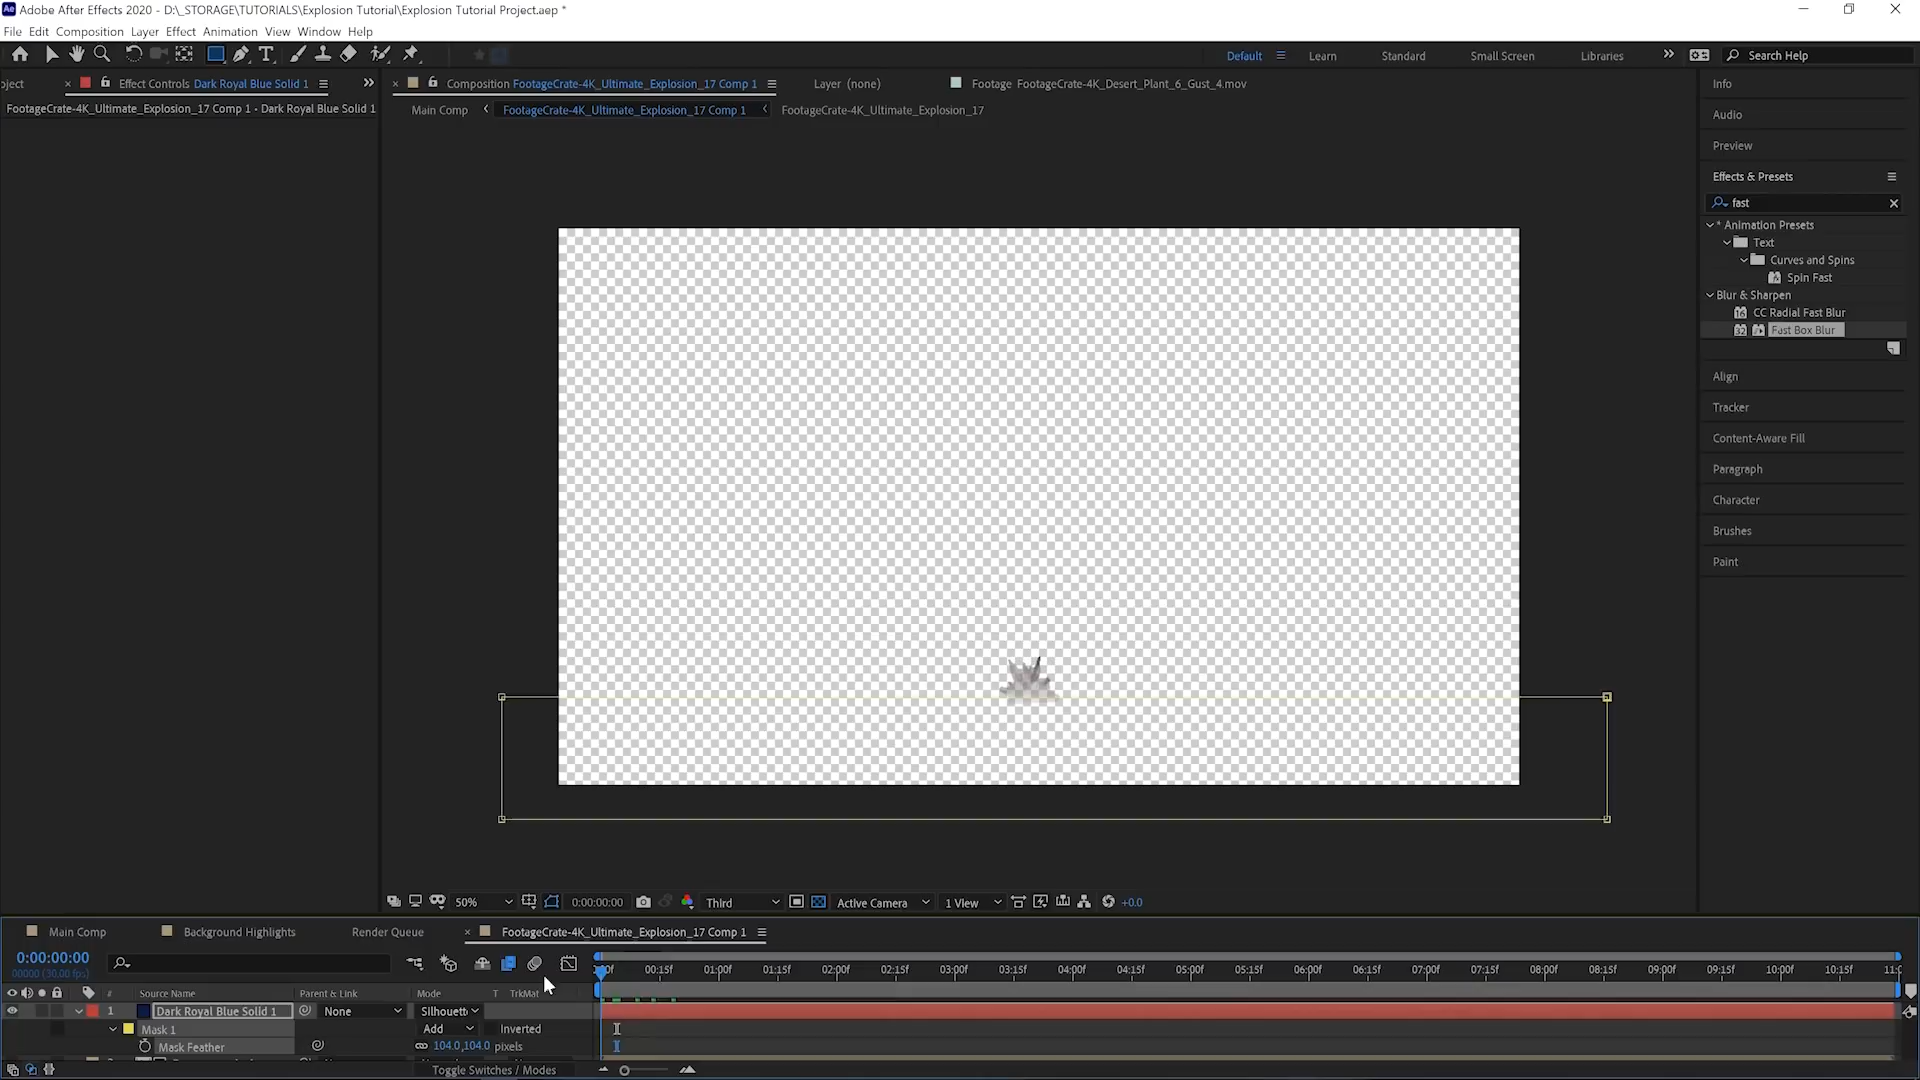 Adobe After Effects 2020 - D:\_STORAGE\TUTORIALS\Explosion Tutorial\Explosion Tutorial Project.aep *
File Edit Composition Layer Effect Animation View Window Help
Default Learn Standard Small Screen Libraries Search Help
oject Effect Controls Dark Royal Blue Solid 1
Composition FootageCrate-4K_Ultimate_Explosion_17 Comp 1 Layer (none) Footage FootageCrate-4K_Desert_Plant_6_Gust_4.mov
FootageCrate-4K_Ultimate_Explosion_17 Comp 1 - Dark Royal Blue Solid 1
Main Comp FootageCrate-4K_Ultimate_Explosion_17 Comp 1 FootageCrate-4K_Ultimate_Explosion_17
Info
Audio
Preview
Effects & Presets
fast
* Animation Presets
Text
Curves and Spins
Spin Fast
Blur & Sharpen
CC Radial Fast Blur
Fast Box Blur
Align
Tracker
Content-Aware Fill
Paragraph
Character
Brushes
Paint
50% 0:00:00:00 Third Active Camera 1 View +0.0
Main Comp Background Highlights Render Queue FootageCrate-4K_Ultimate_Explosion_17 Comp 1
0:00:00:00
00000 (30.00 fps)
00f 00:15f 01:00f 01:15f 02:00f 02:15f 03:00f 03:15f 04:00f 04:15f 05:00f 05:15f 06:00f 06:15f 07:00f 07:15f 08:00f 08:15f 09:00f 09:15f 10:00f 10:15f 11:0
# Source Name Parent & Link Mode T TrkMat
1 Dark Royal Blue Solid 1 None Silhouett
Mask 1 Add Inverted
Mask Feather 104.0,104.0 pixels
Toggle Switches / Modes